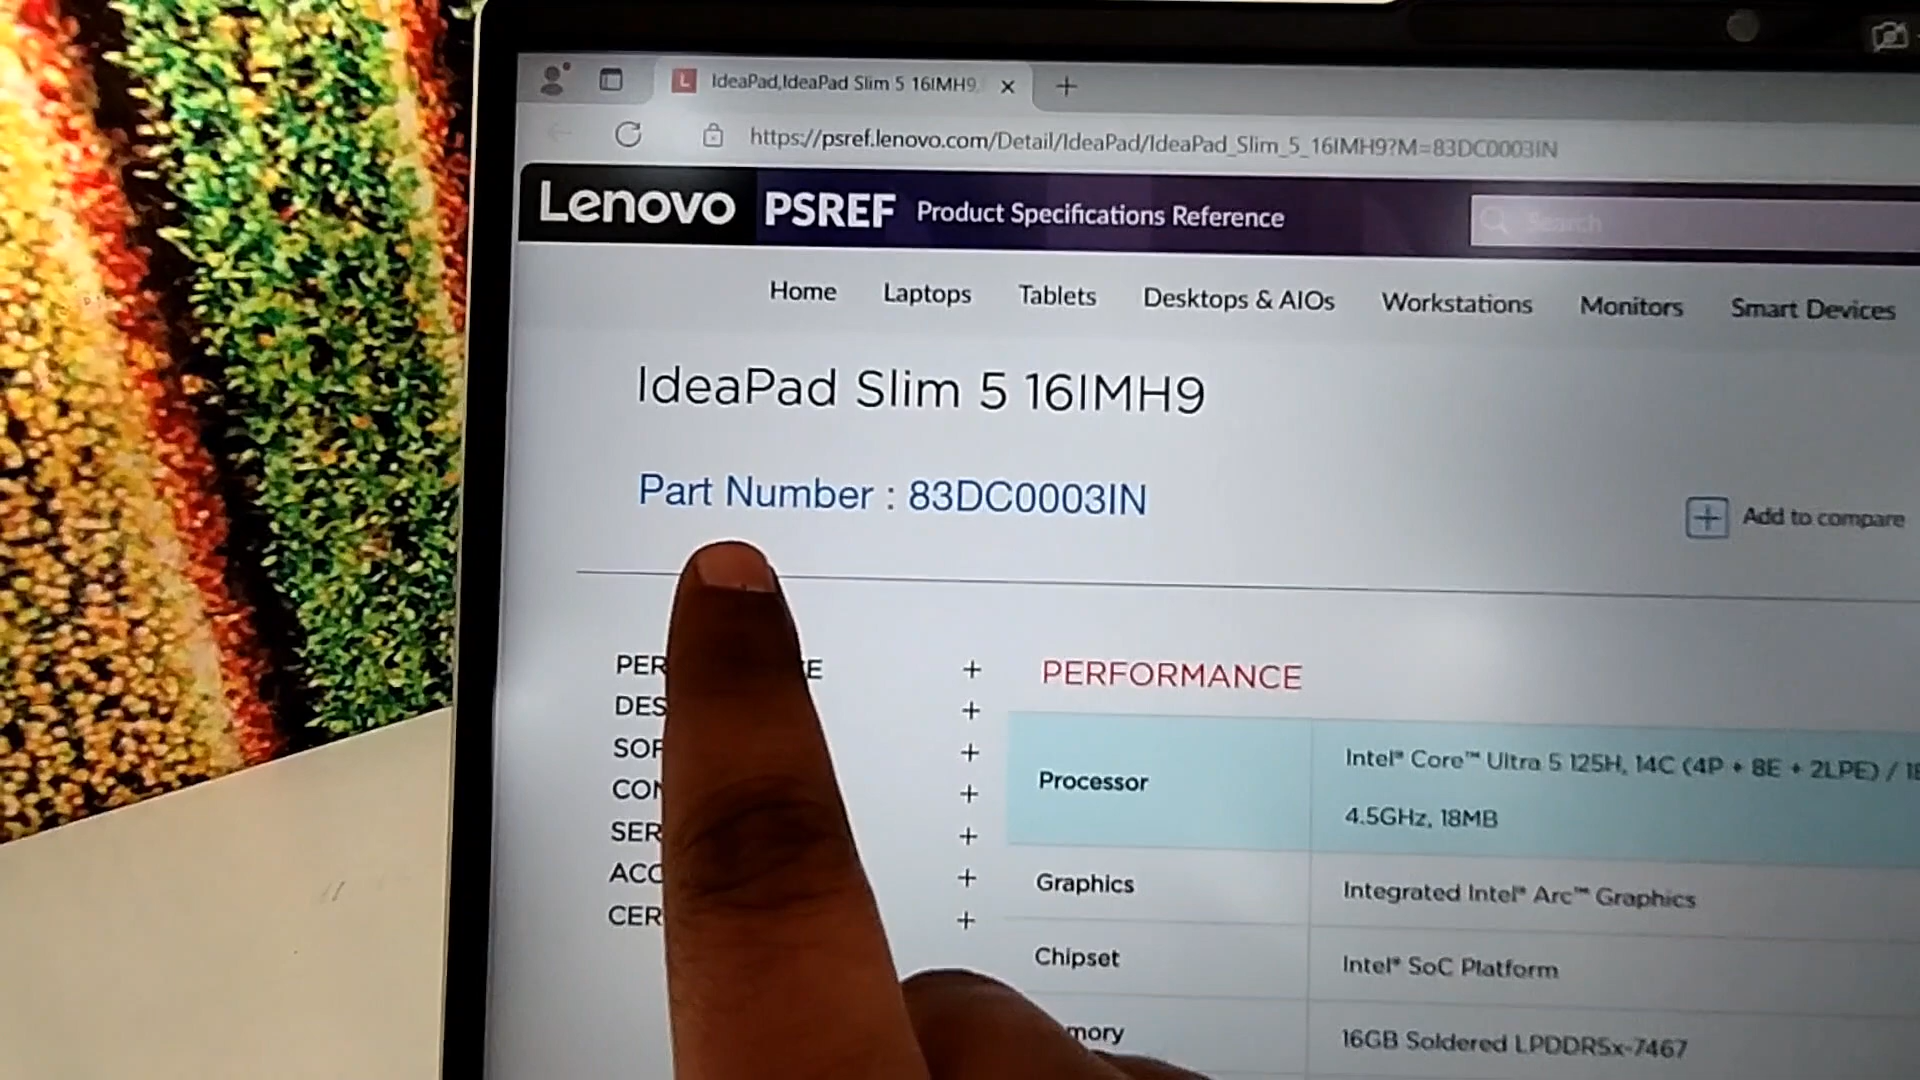 L IdeaPad,IdeaPad Slim 5 16IMH9
https://psref.lenovo.com/Detail/IdeaPad/IdeaPad_Slim_5_16IMH9?M=83DC0003IN
Lenovo PSREF Product Specifications Reference Search
Home Laptops Tablets Desktops & AIOs Workstations Monitors Smart Devices
IdeaPad Slim 5 16IMH9
Part Number : 83DC0003IN
Add to compare
PERFORMANCE
Processor
Intel® Core™ Ultra 5 125H, 14C (4P + 8E + 2LPE) /
4.5GHz, 18MB
Graphics
Integrated Intel® Arc™ Graphics
Chipset
Intel® SoC Platform
16GB Soldered LPDDR5x-7467